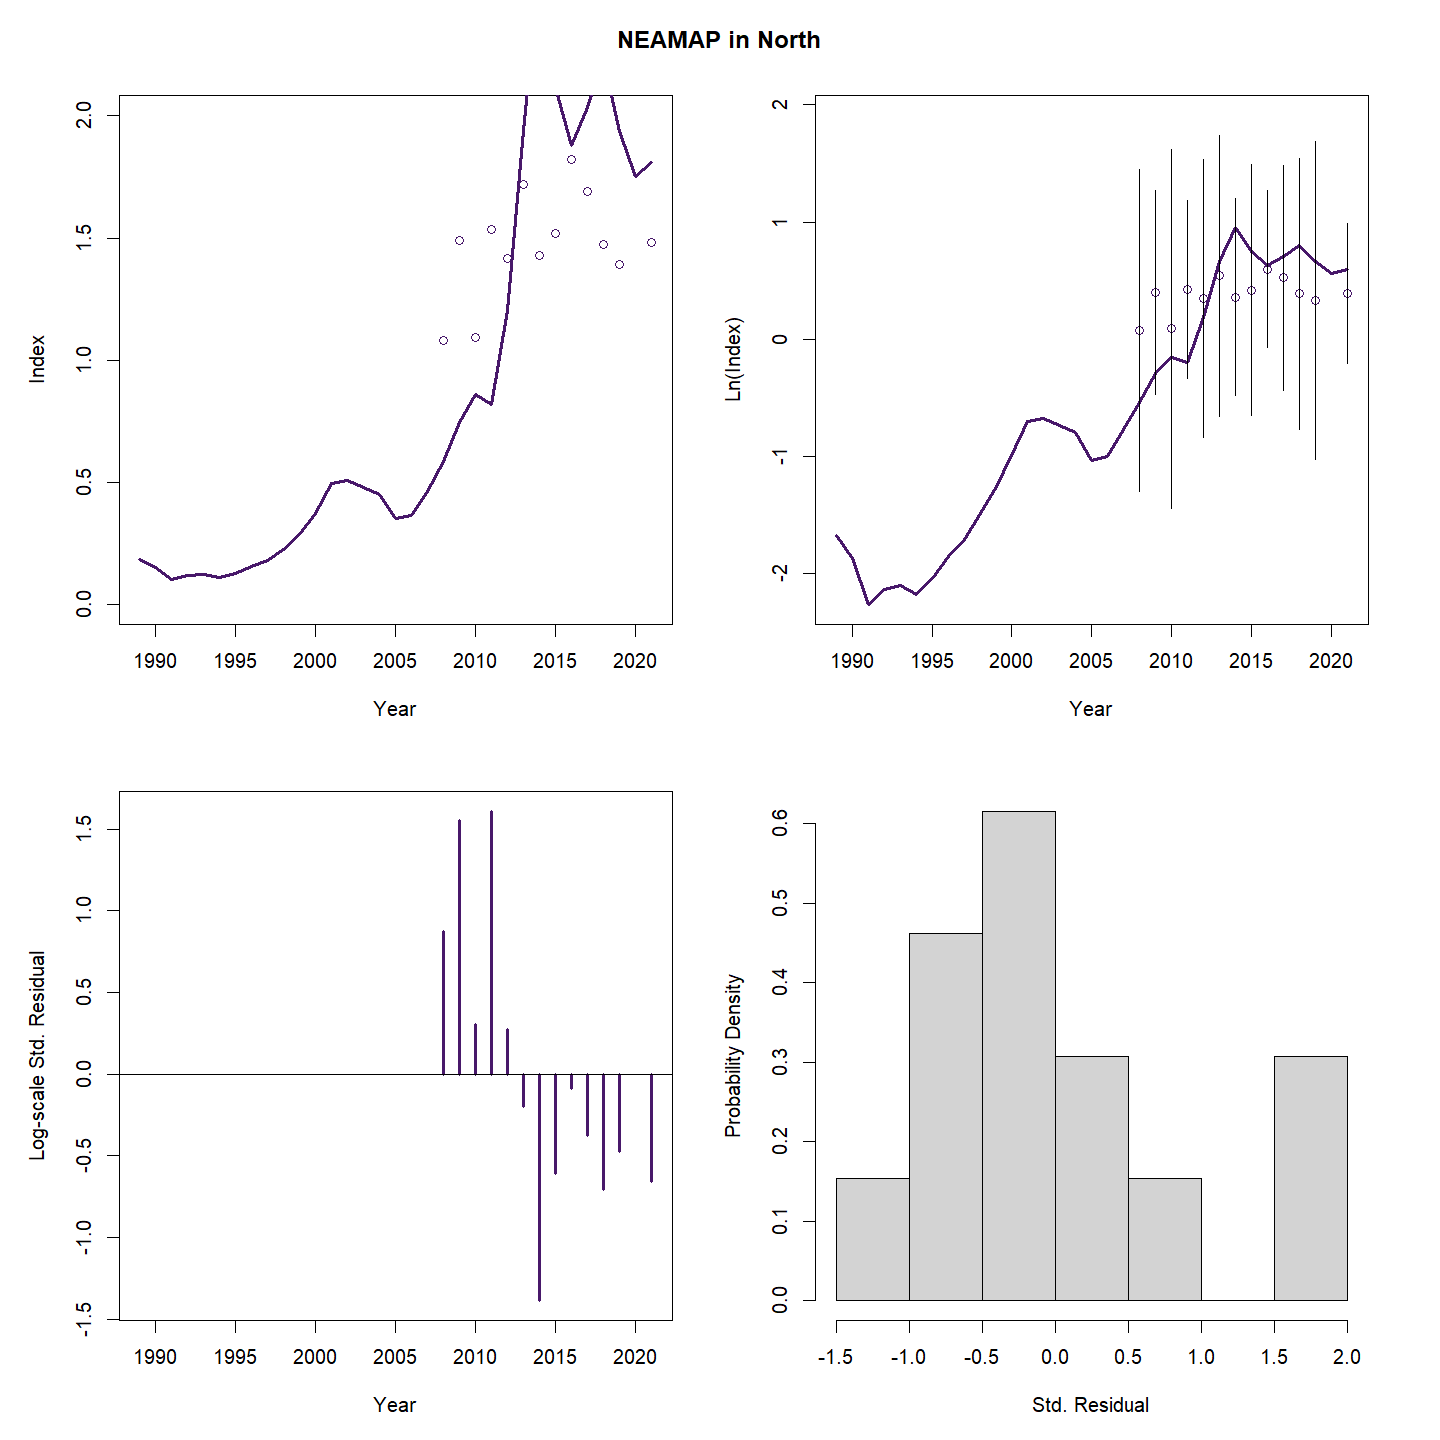 NEAMAP in North
Index
2.0
1.5
1.0
0.5
0.0
1990 1995 2000 2005 2010 2015 2020
Year
Ln(Index)
2
1
0
-1
-2
1990 1995 2000 2005 2010 2015 2020
Year
Log-scale Std. Residual
1.5
1.0
0.5
0.0
-0.5
-1.0
-1.5
1990 1995 2000 2005 2010 2015 2020
Year
Probability Density
0.6
0.5
0.4
0.3
0.2
0.1
0.0
-1.5 -1.0 -0.5 0.0 0.5 1.0 1.5 2.0
Std. Residual